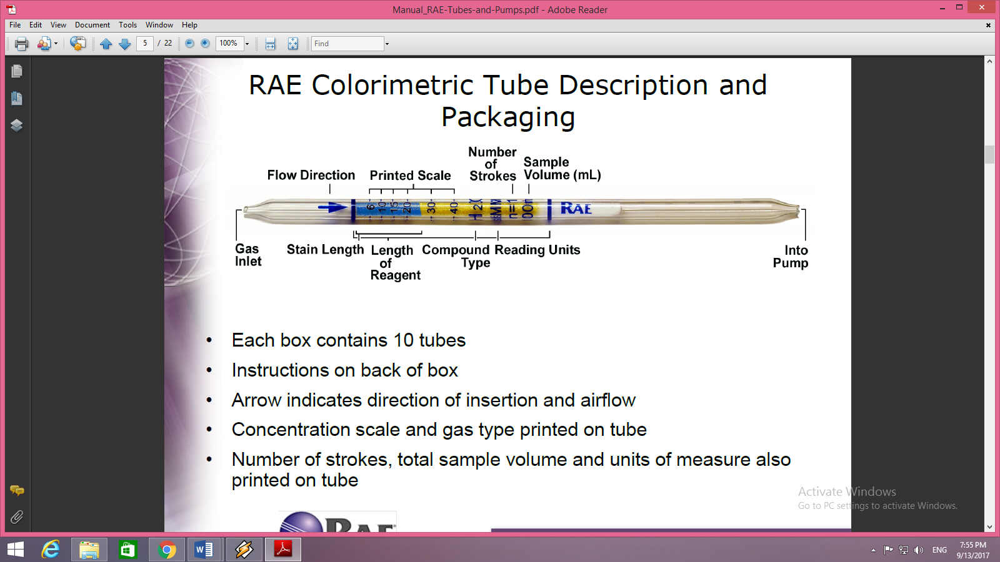 Manual_RAE-Tubes-and-Pumps.pdf - Adobe Reader
File Edit View Document Tools Window Help
5 / 22 100% Find
RAE Colorimetric Tube Description and
Packaging
Number
of
Strokes
Sample
Volume (mL)
Flow Direction
Printed Scale
6 10 15 20 30 40 n=1 RAE
Gas
Inlet
Stain Length
Length
of
Reagent
Compound
Type
Reading Units
Into
Pump
• Each box contains 10 tubes
• Instructions on back of box
• Arrow indicates direction of insertion and airflow
• Concentration scale and gas type printed on tube
• Number of strokes, total sample volume and units of measure also
printed on tube
Activate Windows
Go to PC settings to activate Windows.
RAE
ENG
7:55 PM
9/13/2017